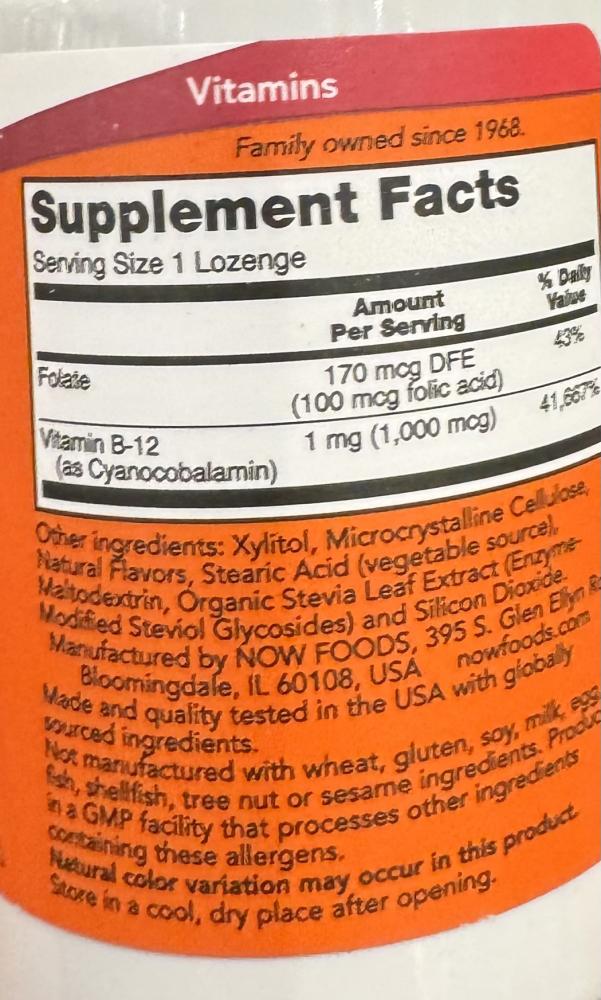 Vitamins
Family owned since 1968.
Supplement Facts
Serving Size 1 Lozenge
Amount Per Serving
% Daily Value
Folate 170 mcg DFE 43%
(100 mcg folic acid)
Vitamin B-12 1 mg (1,000 mcg) 41,667%
(as Cyanocobalamin)
Other ingredients: Xylitol, Microcrystalline Cellulose,
Natural Flavors, Stearic Acid (vegetable source),
Maltodextrin, Organic Stevia Leaf Extract (Enzyme-
Modified Steviol Glycosides) and Silicon Dioxide.
Manufactured by NOW FOODS, 395 S. Glen Ellyn
Bloomingdale, IL 60108, USA nowfoods.com
Made and quality tested in the USA with globally
sourced ingredients.
Not manufactured with wheat, gluten, soy, milk, egg
fish, shellfish, tree nut or sesame ingredients.
in a GMP facility that processes other ingredients
containing these allergens.
Natural color variation may occur in this product.
Store in a cool, dry place after opening.